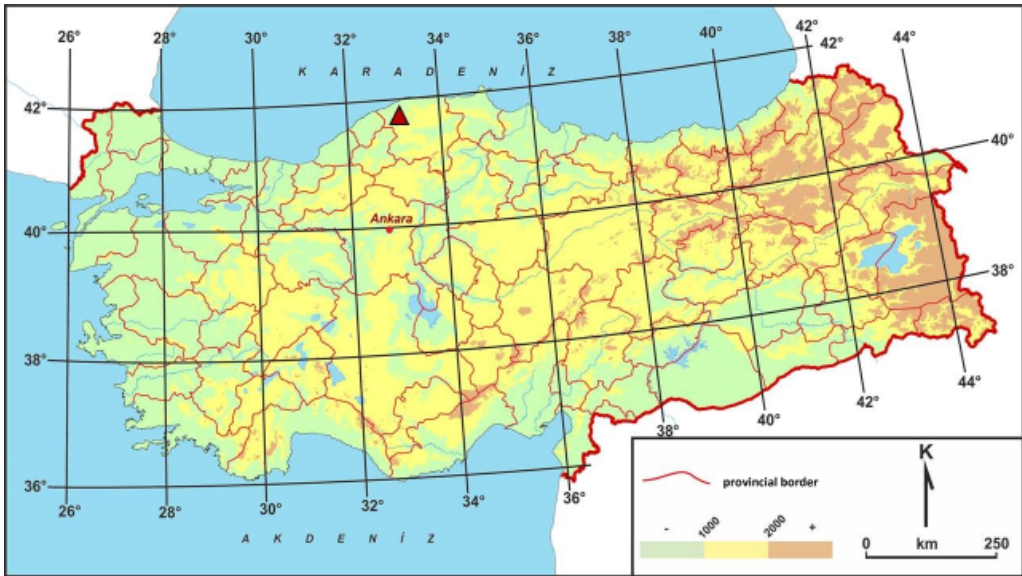 26° 28° 30° 32° 34° 36° 38° 40° 42° 44°
42°
K A R A D E N İ Z
42°
40°
Ankara
40°
38°
38°
36°
44°
42°
40°
38°
26° 28° 30° 32° 34° 36°
A K D E N İ Z
K
provincial border
- 1000 2000 +
0 km 250